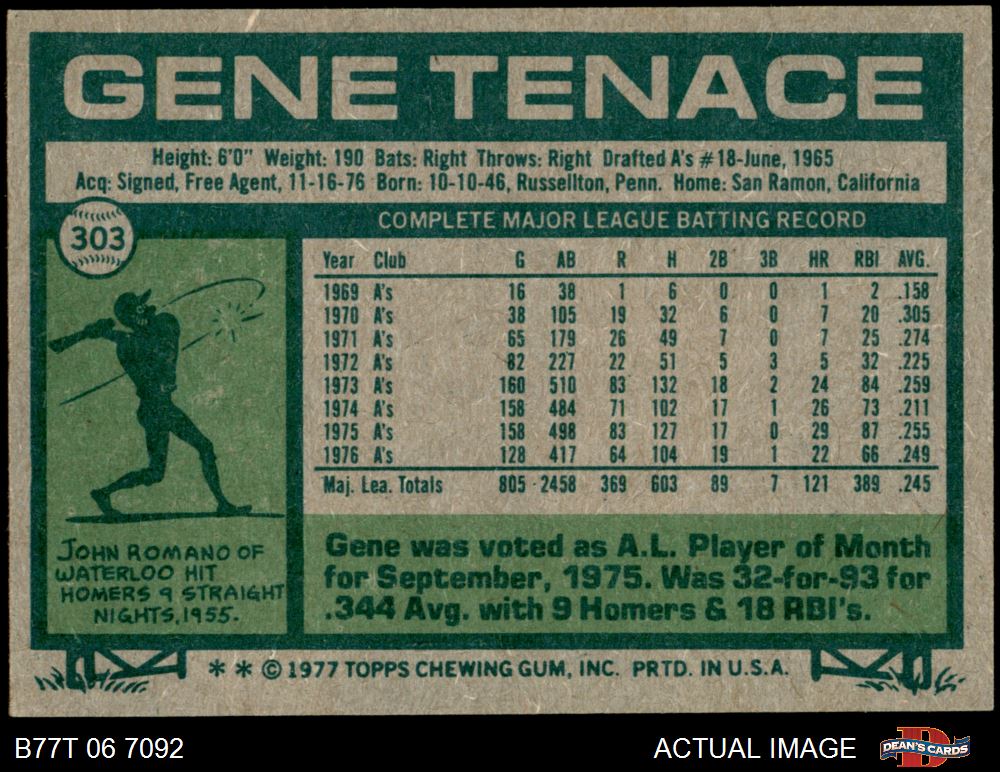 GENE TENACE
Height: 6'0" Weight: 190 Bats: Right Throws: Right Drafted A's #18-June, 1965
Acq: Signed, Free Agent, 11-16-76 Born: 10-10-46, Russellton, Penn. Home: San Ramon, California
303
COMPLETE MAJOR LEAGUE BATTING RECORD
Year Club G AB R H 2B 3B HR RBI AVG.
1969 A's 16 38 1 6 0 0 1 2 .158
1970 A's 38 105 19 32 6 0 7 20 .305
1971 A's 65 179 26 49 7 0 7 25 .274
1972 A's 82 227 22 51 5 3 5 32 .225
1973 A's 160 510 83 132 18 2 24 84 .259
1974 A's 158 484 71 102 17 1 26 73 .211
1975 A's 158 498 83 127 17 0 29 87 .255
1976 A's 128 417 64 104 19 1 22 66 .249
Maj. Lea. Totals 805 2458 369 603 89 7 121 389 .245
JOHN ROMANO OF
WATERLOO HIT
HOMERS 9 STRAIGHT
NIGHTS, 1955.
Gene was voted as A.L. Player of Month
for September, 1975. Was 32-for-93 for
.344 Avg. with 9 Homers & 18 RBI's.
** © 1977 TOPPS CHEWING GUM, INC. PRTD. IN U.S.A.
B77T 06 7092
ACTUAL IMAGE
D
DEAN'S CARDS